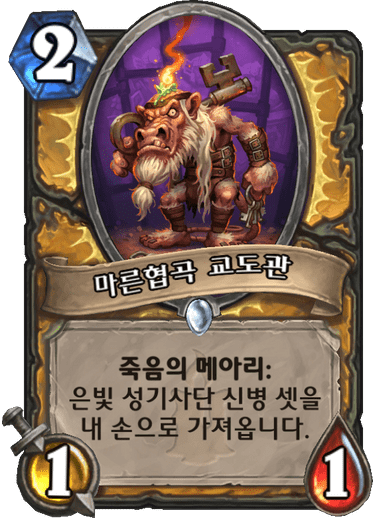 2
마른협곡 교도관
죽음의 메아리:
은빛 성기사단 신병 셋을
내 손으로 가져옵니다.
1
1